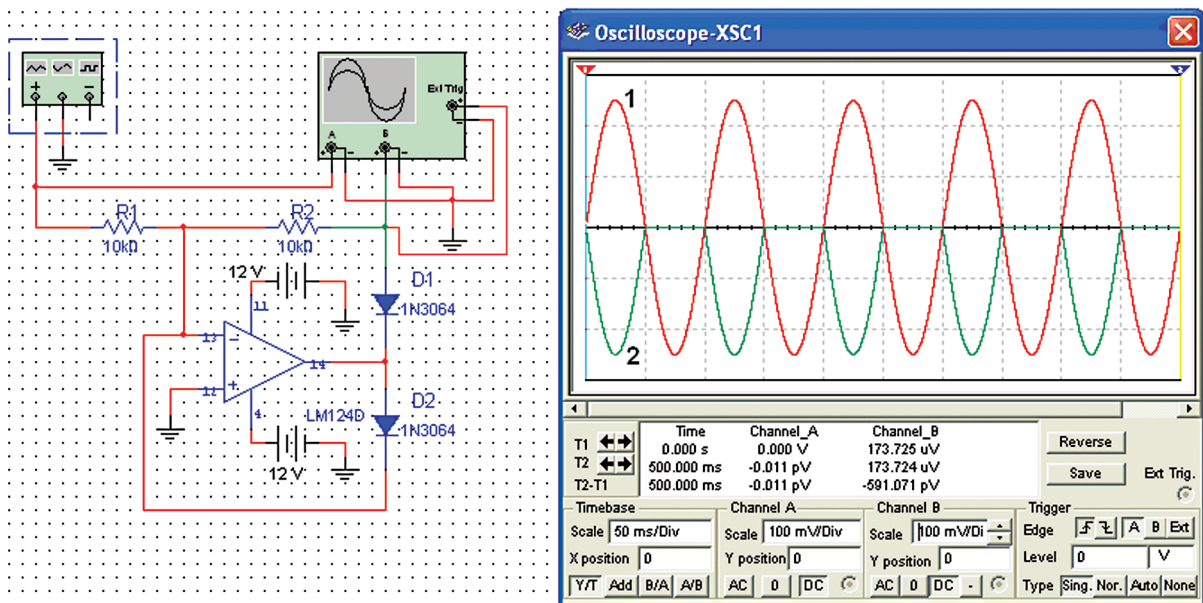 Ext Trig
+
A
B
R1
10kΩ
R2
10kΩ
12 V
11
D1
1N3064
13
14
12
4
LM124D
D2
1N3064
12 V
Oscilloscope-XSC1
1
2
1
2
T1
T2
T2-T1
Time Channel_A Channel_B
0.000 s 0.000 V 173.725 uV
500.000 ms -0.011 pV 173.724 uV
500.000 ms -0.011 pV -591.071 pV
Reverse
Save
Ext Trig.
Timebase
Scale 50 ms/Div
X position 0
Y/T Add B/A A/B
Channel A
Scale 100 mV/Div
Y position 0
AC 0 DC
Channel B
Scale 100 mV/Di
Y position 0
AC 0 DC -
Trigger
Edge A B Ext
Level 0 V
Type Sing. Nor. Auto None